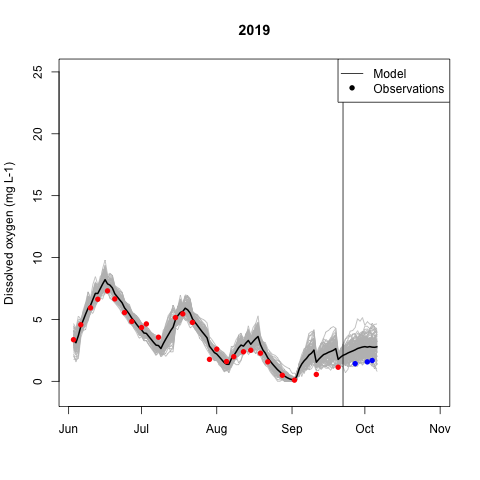 2019
Model
Observations
Dissolved oxygen (mg L-1)
25
20
15
10
5
0
Jun Jul Aug Sep Oct Nov